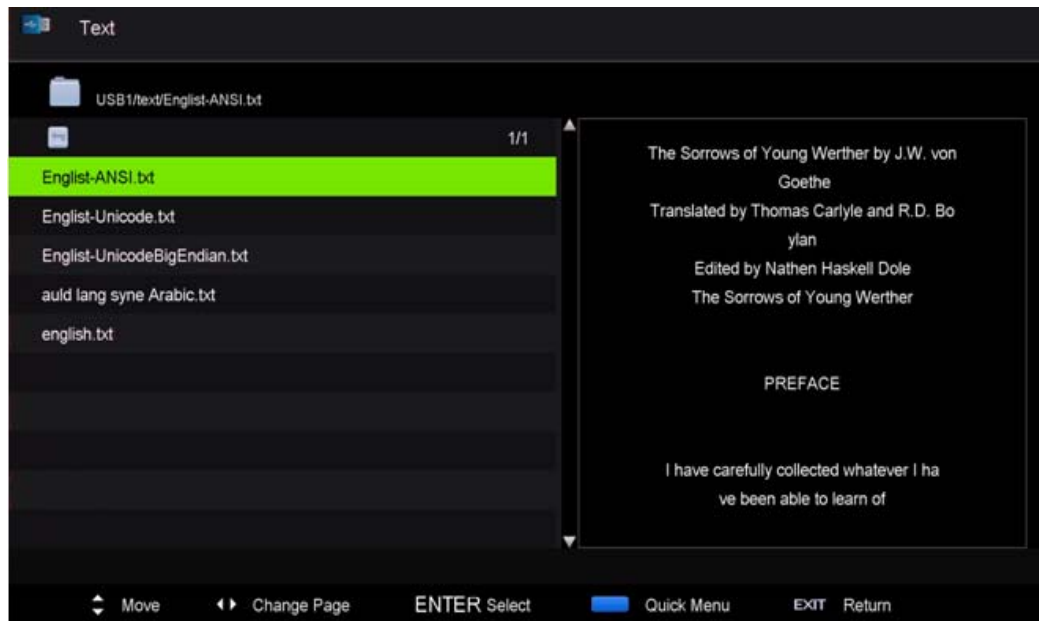 Text
USB1/text/Englist-ANSI.txt
1/1
Englist-ANSI.txt
Englist-Unicode.txt
Englist-UnicodeBigEndian.txt
auld lang syne Arabic.txt
english.txt
The Sorrows of Young Werther by J.W. von
Goethe
Translated by Thomas Carlyle and R.D. Bo
ylan
Edited by Nathen Haskell Dole
The Sorrows of Young Werther
PREFACE
I have carefully collected whatever I ha
ve been able to learn of
Move Change Page ENTER Select Quick Menu EXIT Return